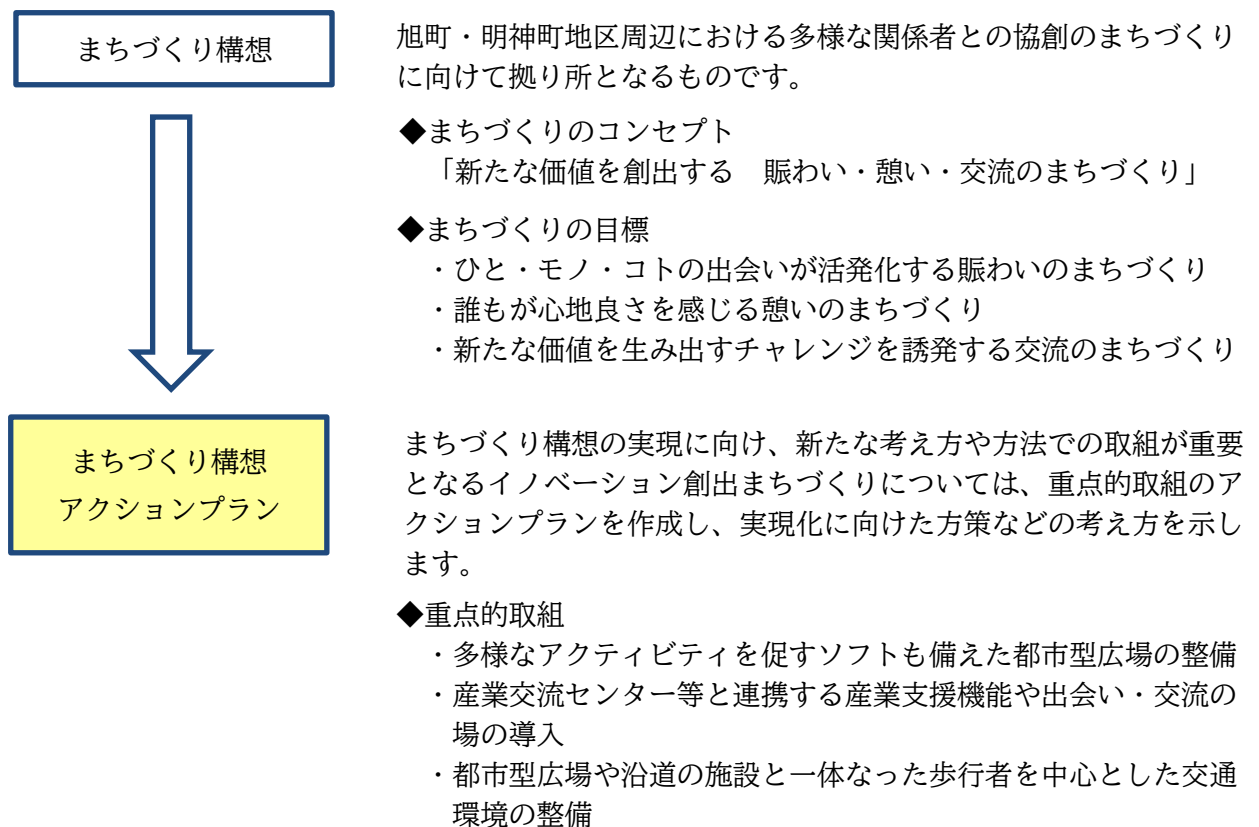 まちづくり構想
旭町・明神町地区周辺における多様な関係者との協創のまちづくり
に向けて拠り所となるものです。
◆まちづくりのコンセプト
「新たな価値を創出する　賑わい・憩い・交流のまちづくり」
◆まちづくりの目標
・ひと・モノ・コトの出会いが活発化する賑わいのまちづくり
・誰もが心地良さを感じる憩いのまちづくり
・新たな価値を生み出すチャレンジを誘発する交流のまちづくり
まちづくり構想
アクションプラン
まちづくり構想の実現に向け、新たな考え方や方法での取組が重要
となるイノベーション創出まちづくりについては、重点的取組のア
クションプランを作成し、実現化に向けた方策などの考え方を示し
ます。
◆重点的取組
・多様なアクティビティを促すソフトも備えた都市型広場の整備
・産業交流センター等と連携する産業支援機能や出会い・交流の
場の導入
・都市型広場や沿道の施設と一体なった歩行者を中心とした交通
環境の整備